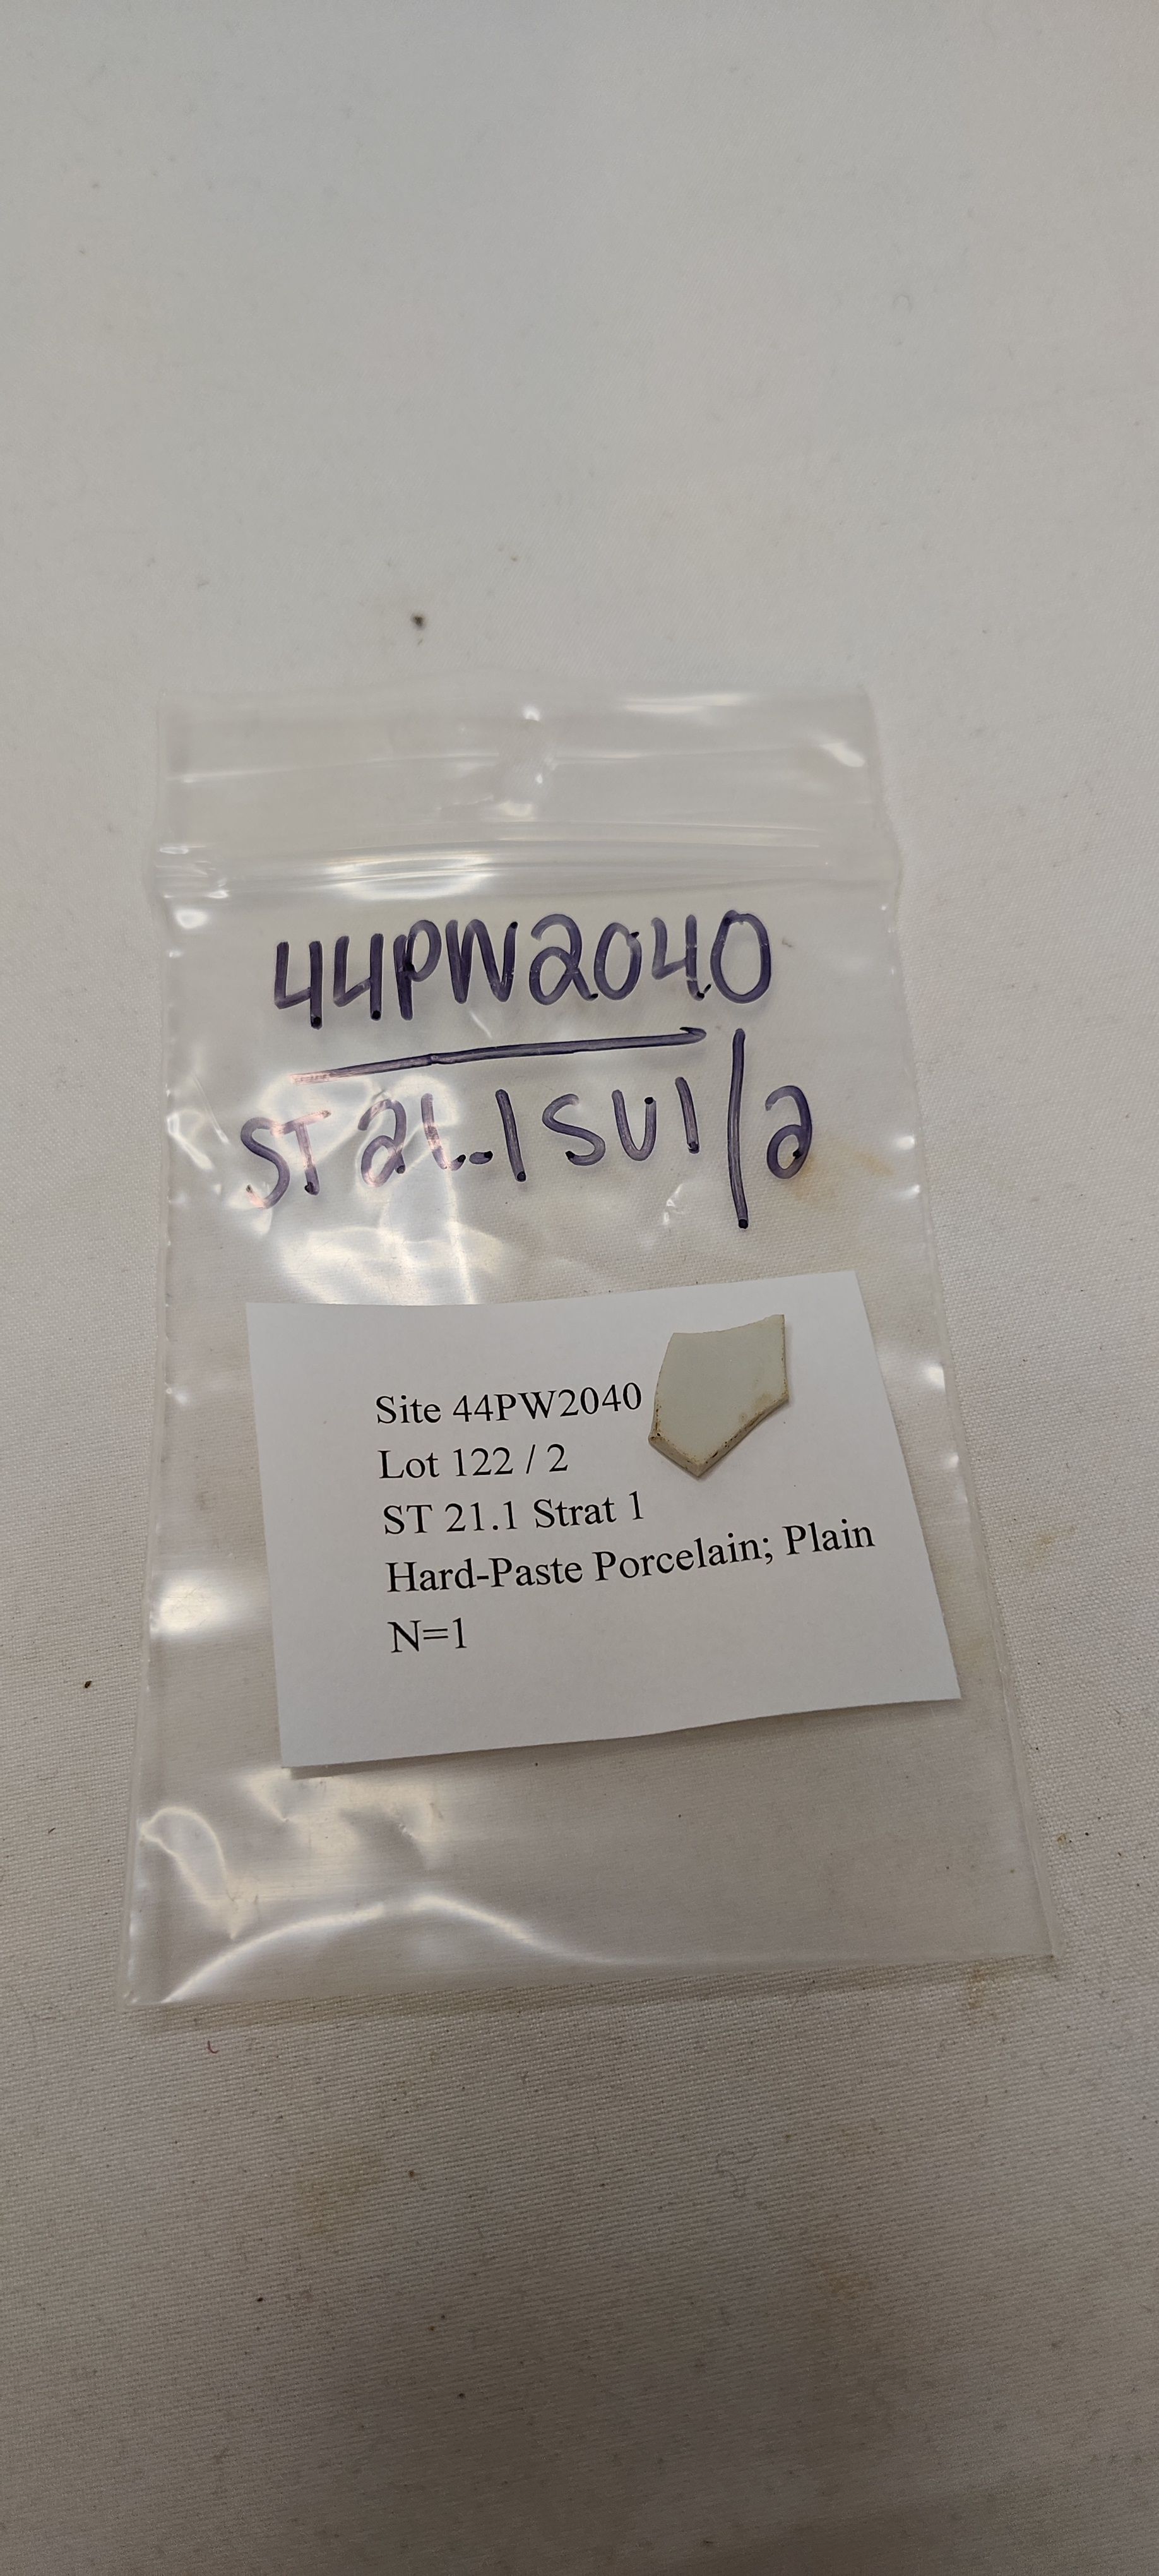 44PW2040
ST 21.1 SU1/2
Site 44PW2040
Lot 122 / 2
ST 21.1 Strat 1
Hard-Paste Porcelain; Plain
N=1